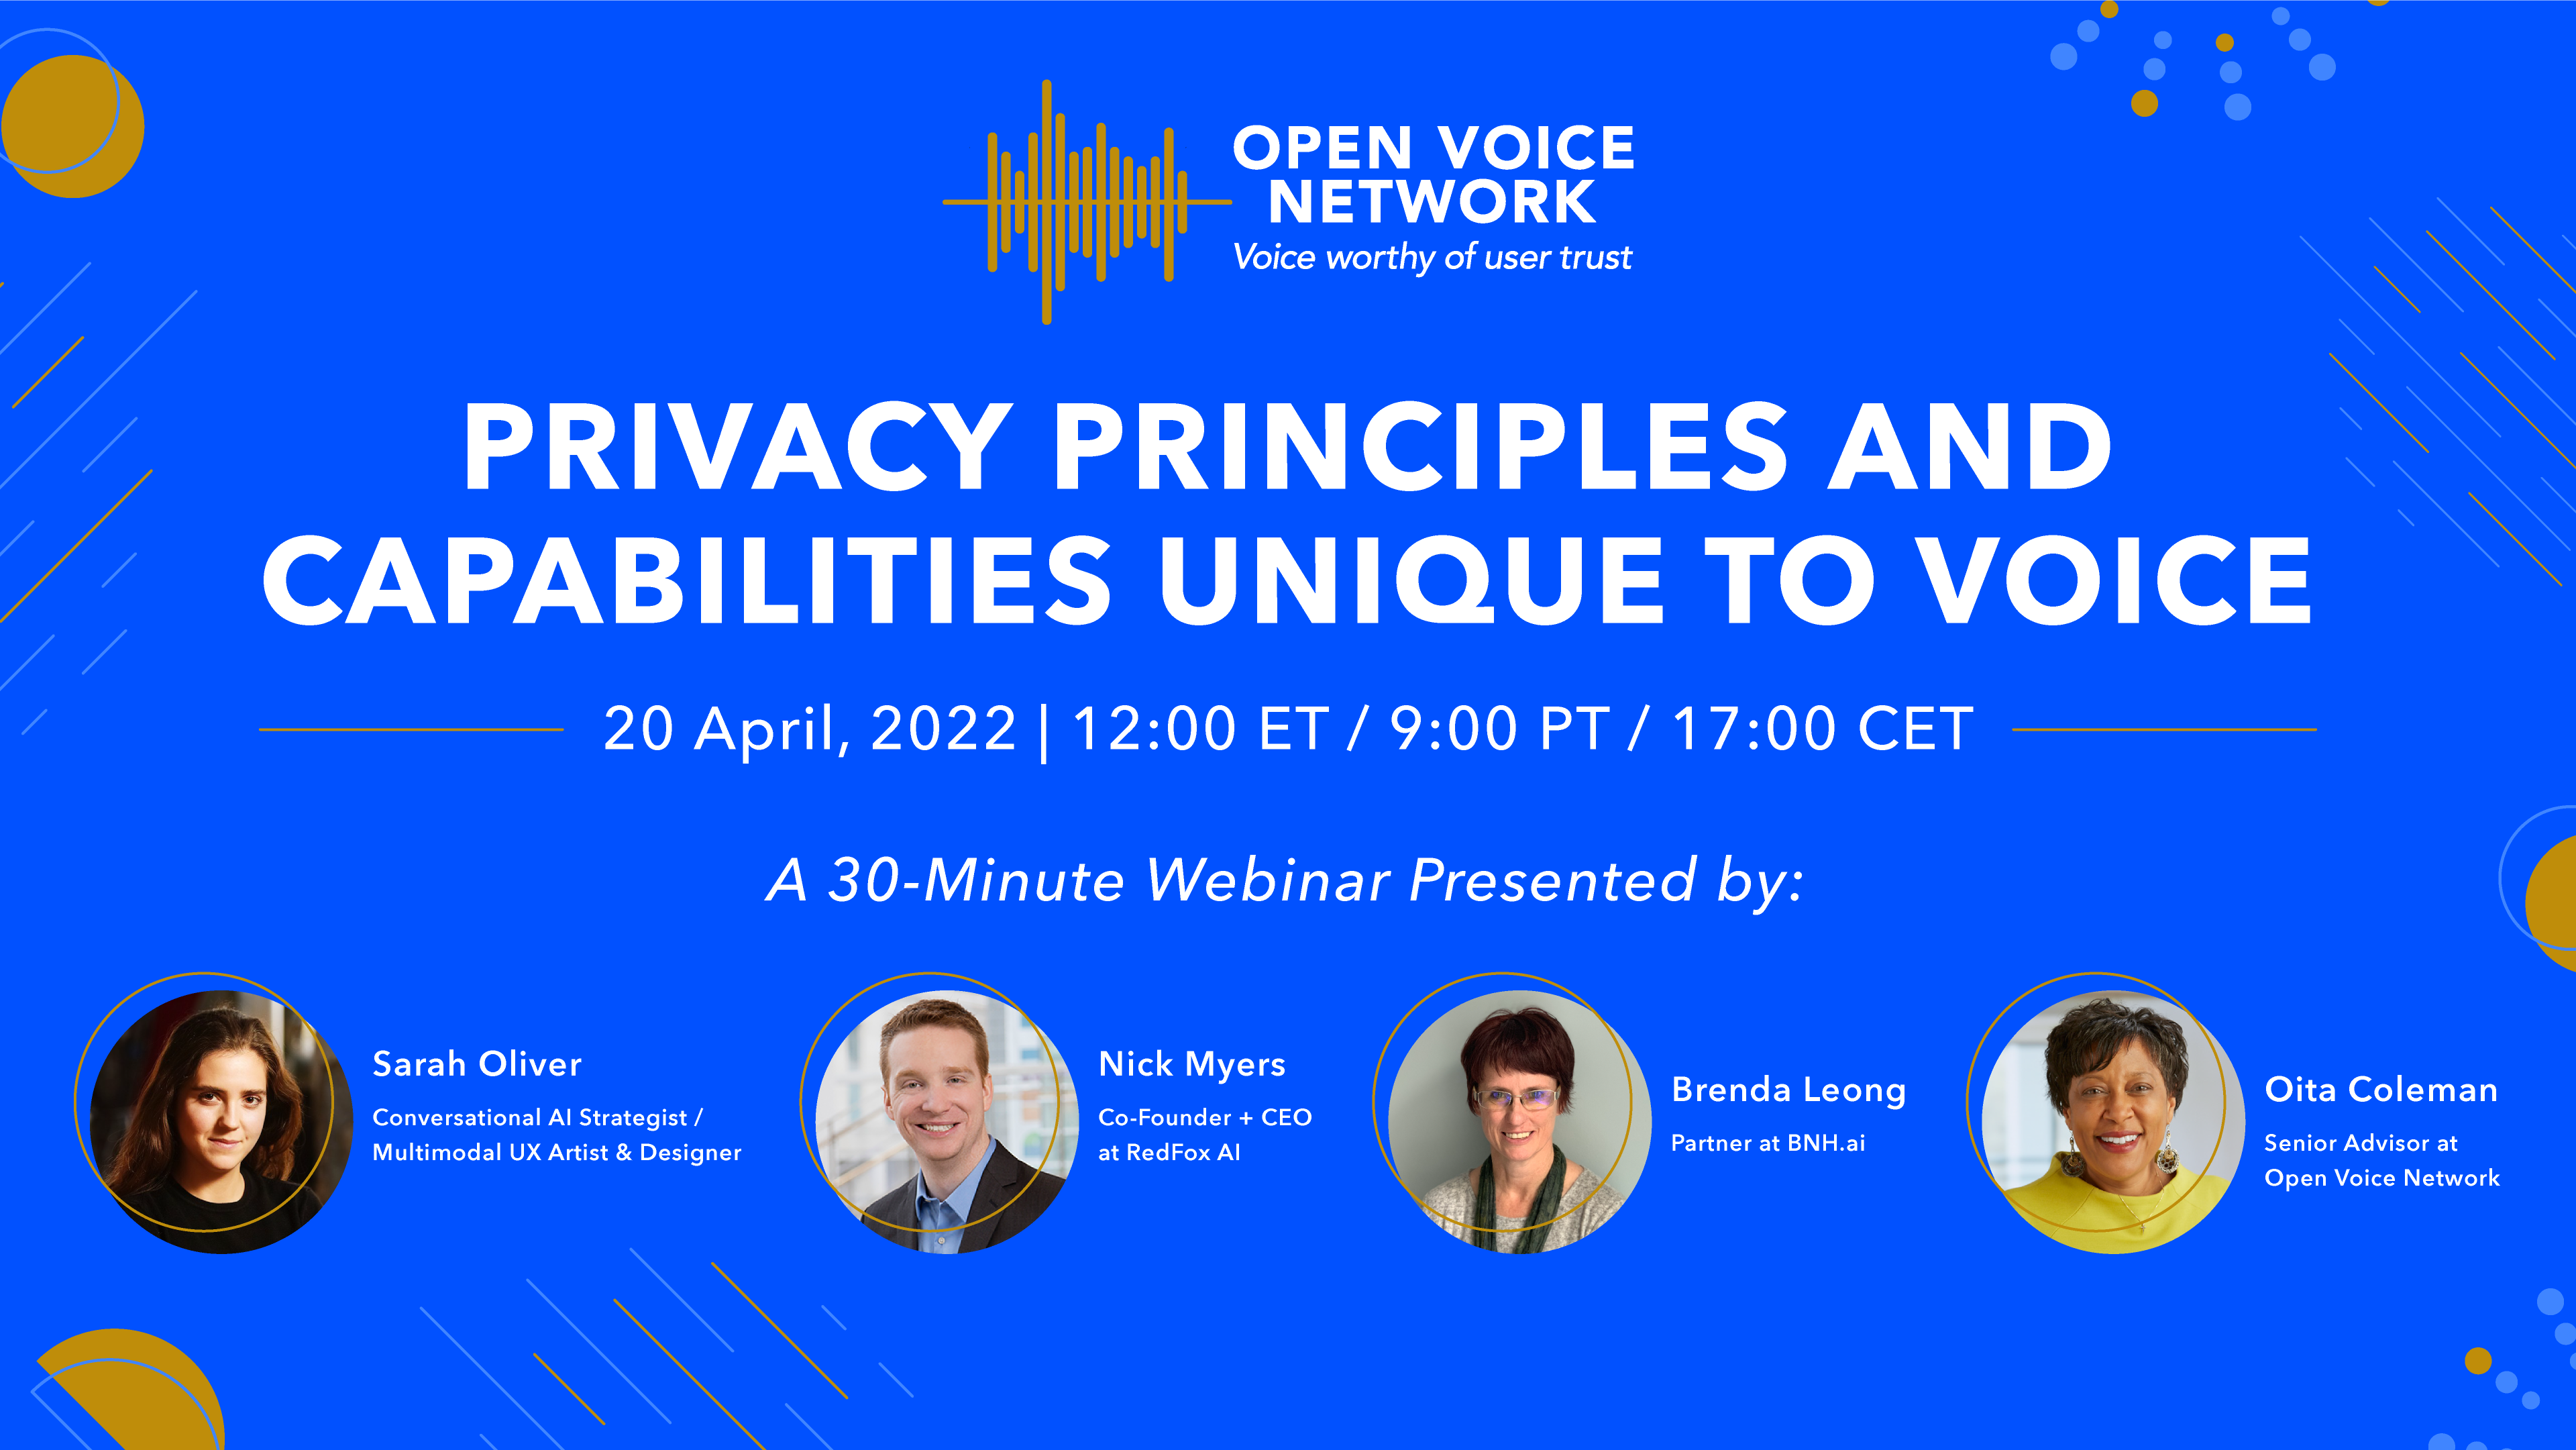 OPEN VOICE
NETWORK
Voice worthy of user trust
PRIVACY PRINCIPLES AND
CAPABILITIES UNIQUE TO VOICE
20 April, 2022 | 12:00 ET / 9:00 PT / 17:00 CET
A 30-Minute Webinar Presented by:
Sarah Oliver
Conversational AI Strategist /
Multimodal UX Artist & Designer
Nick Myers
Co-Founder + CEO
at RedFox AI
Brenda Leong
Partner at BNH.ai
Oita Coleman
Senior Advisor at
Open Voice Network